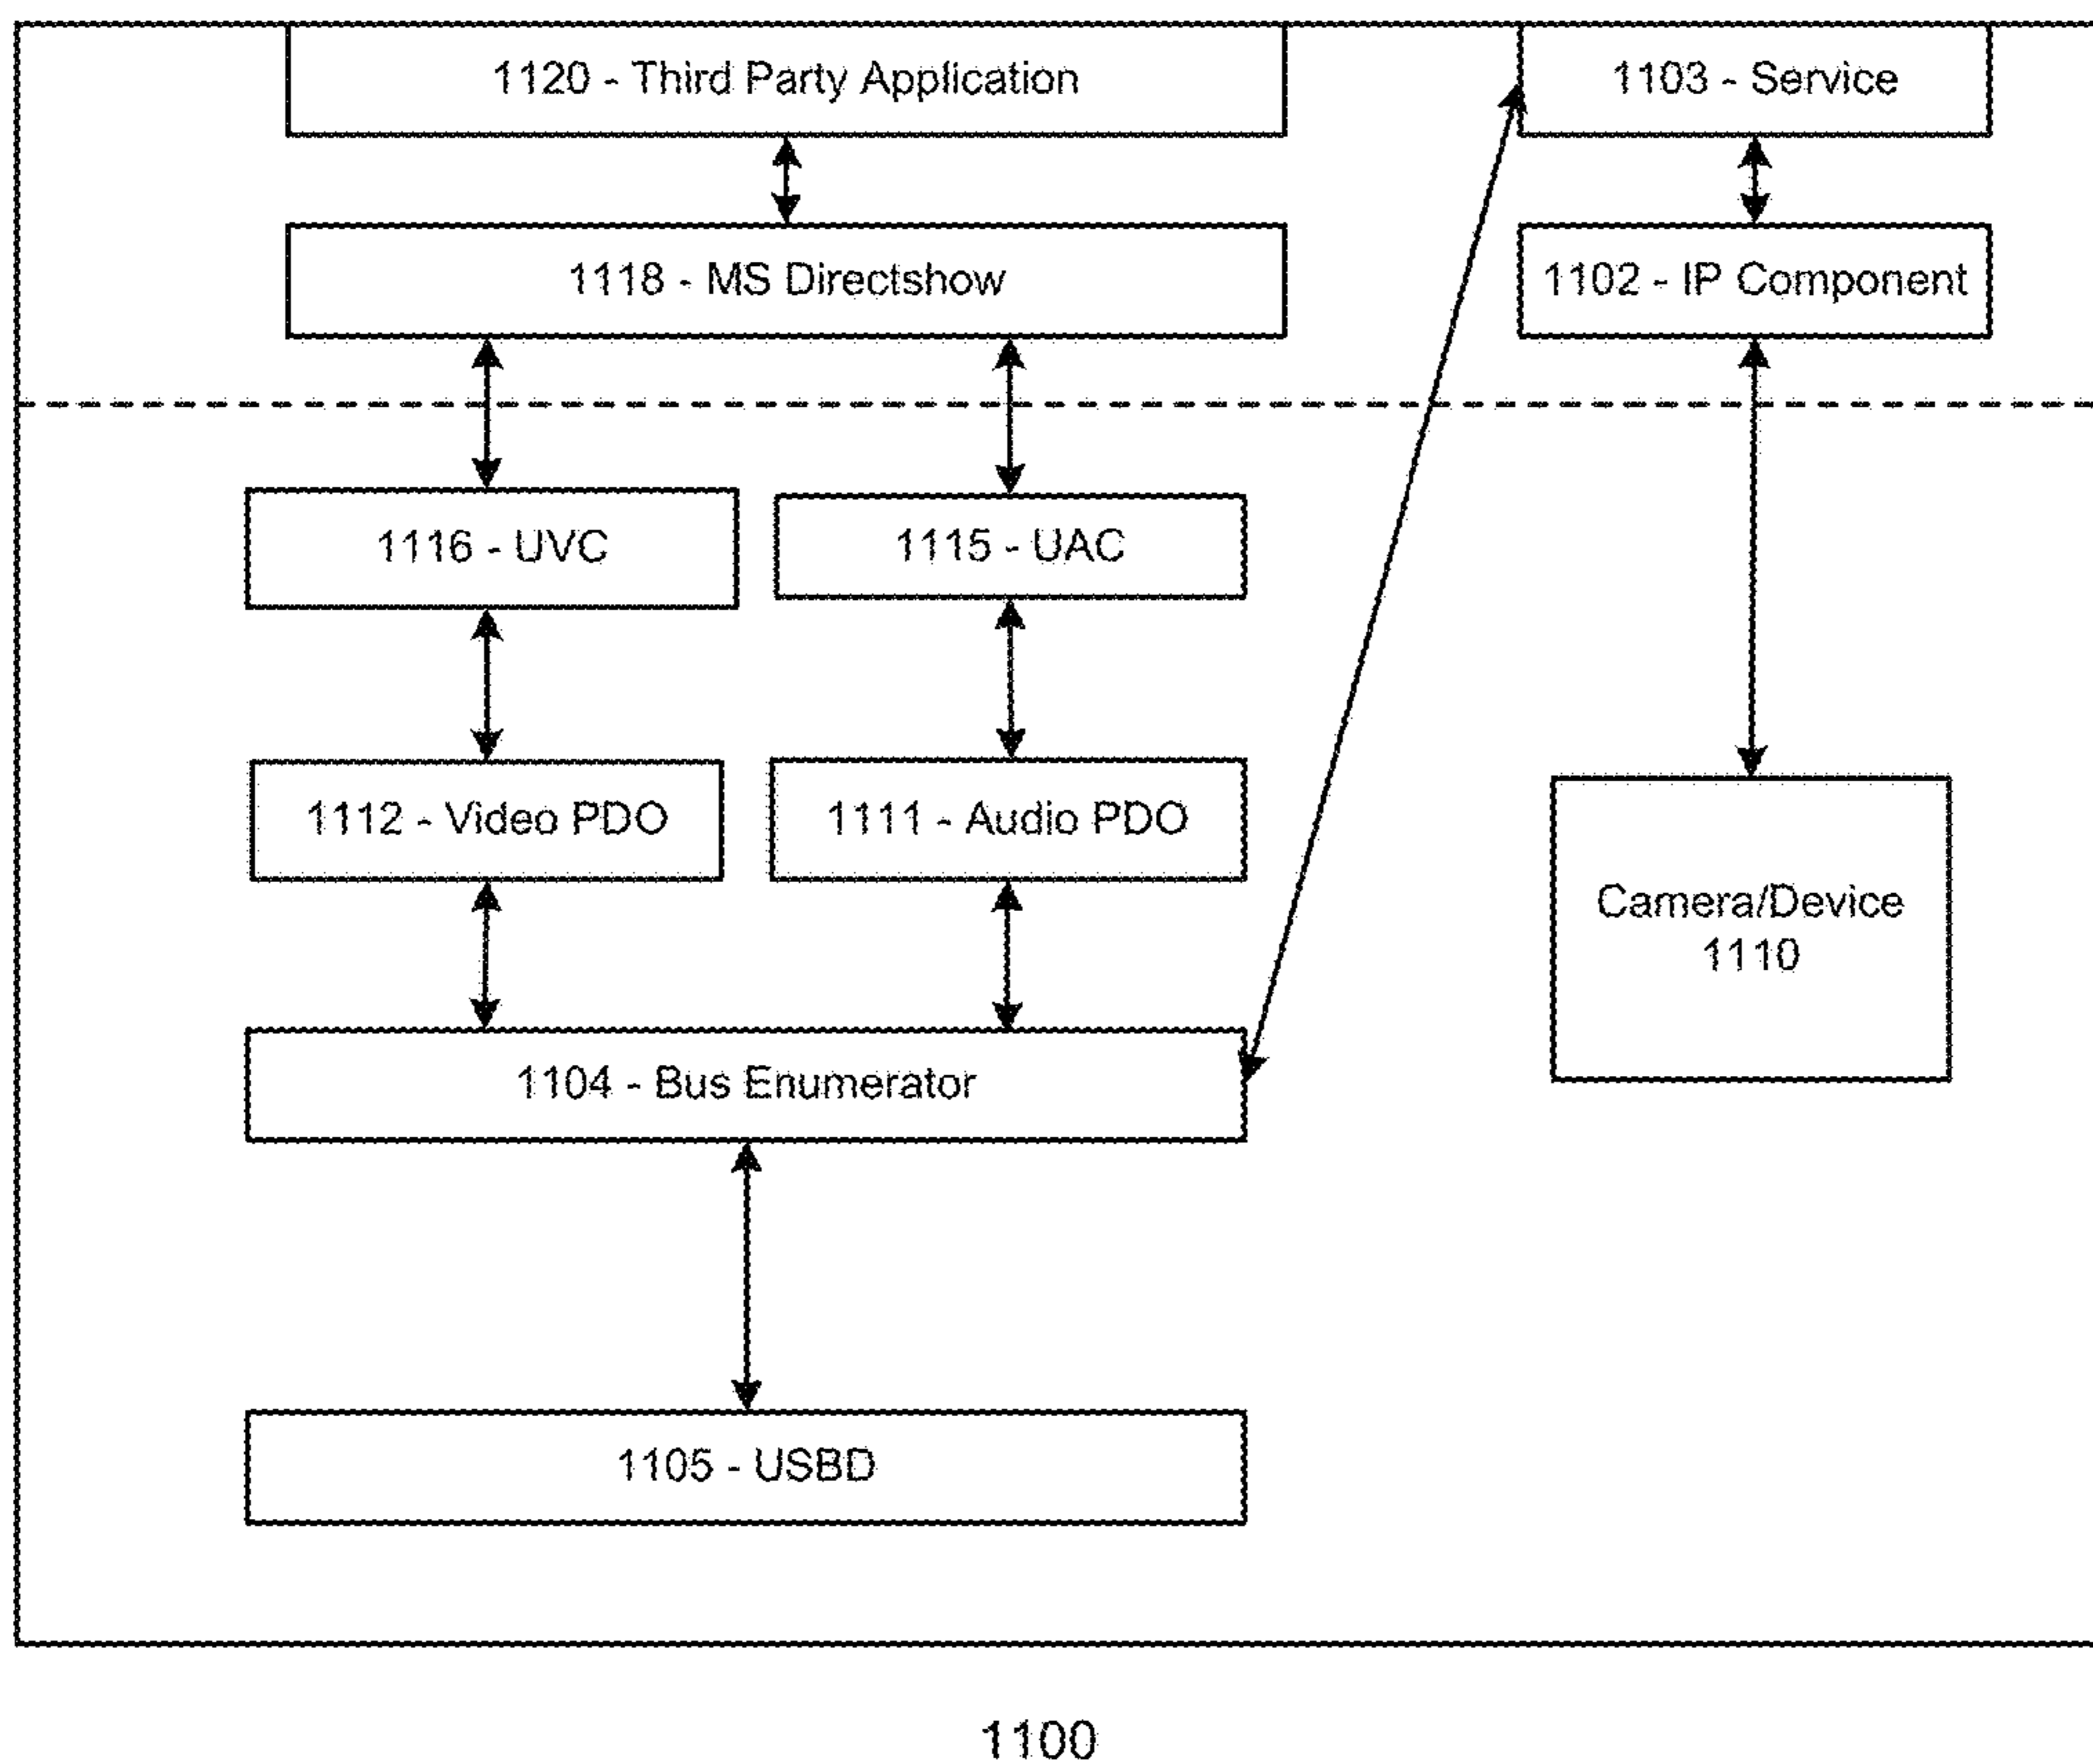 1120 - Third Party Application
1103 - Service
1118 - MS Directshow
1102 - IP Component
1116 - UVC
1115 - UAC
1112 - Video PDO
1111 - Audio PDO
Camera/Device
1110
1104 - Bus Enumerator
1105 - USBD
1100